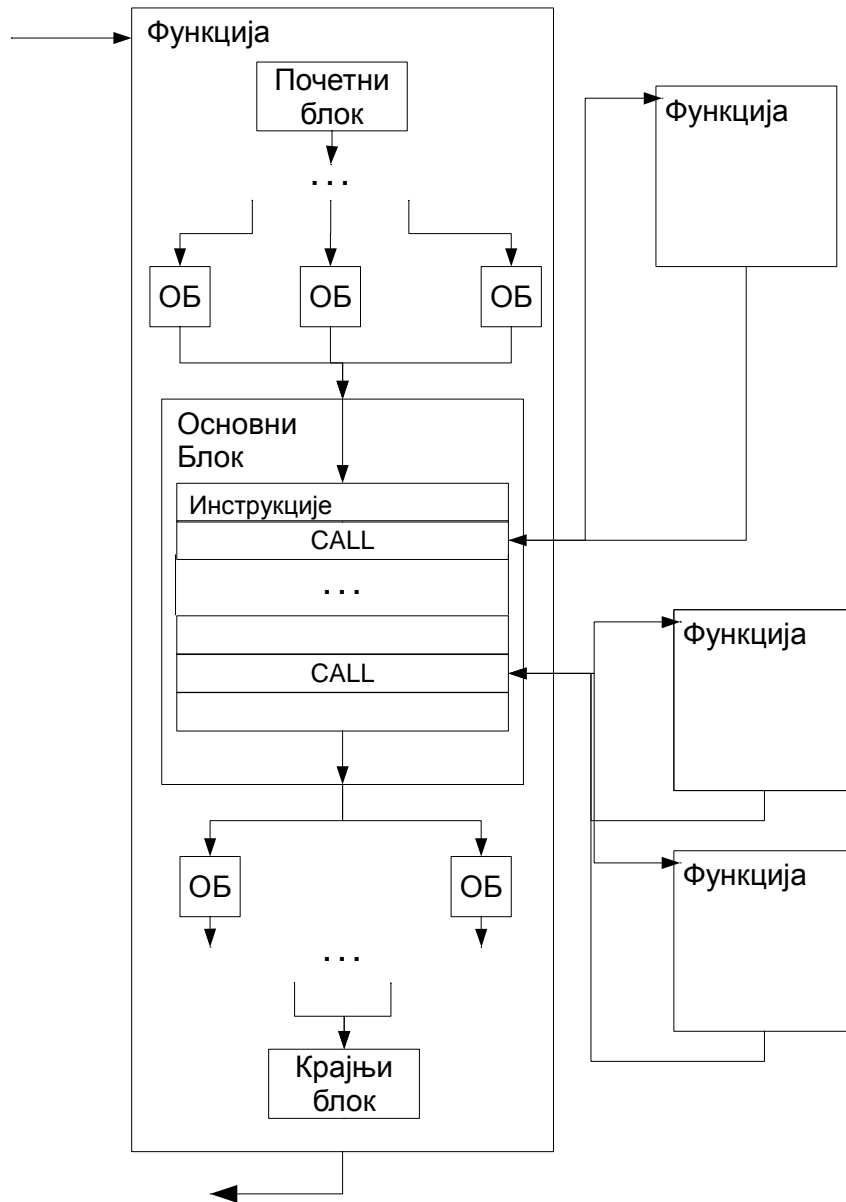 Функција
Почетни
блок
...
ОБ
ОБ
ОБ
Основни
Блок
Инструкције
CALL
...
CALL
ОБ
ОБ
...
Крајњи
блок
Функција
Функција
Функција